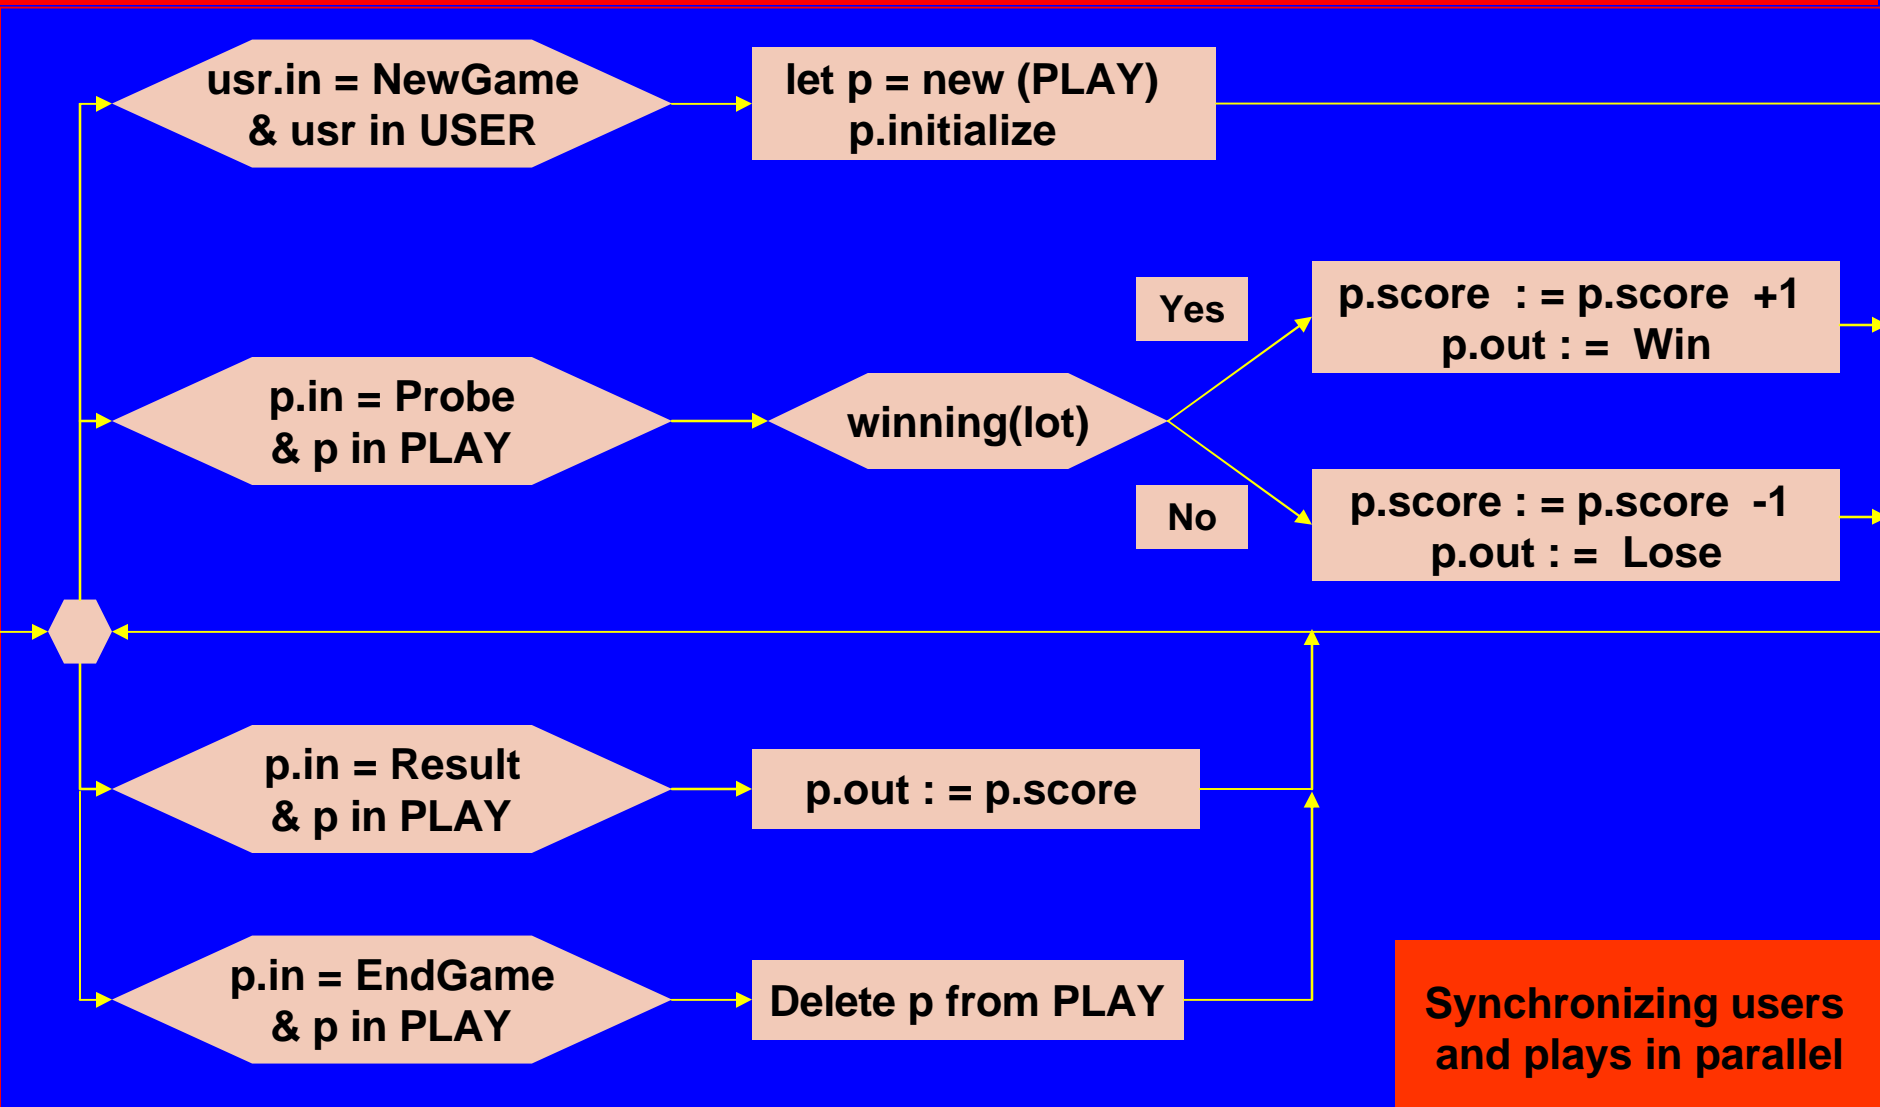 usr.in = NewGame
& usr in USER
let p = new (PLAY)
p.initialize
Yes
p.score : = p.score +1
p.out : = Win
p.in = Probe
& p in PLAY
winning(lot)
No
p.score : = p.score -1
p.out : = Lose
p.in = Result
& p in PLAY
p.out : = p.score
p.in = EndGame
& p in PLAY
Delete p from PLAY
Synchronizing users
and plays in parallel